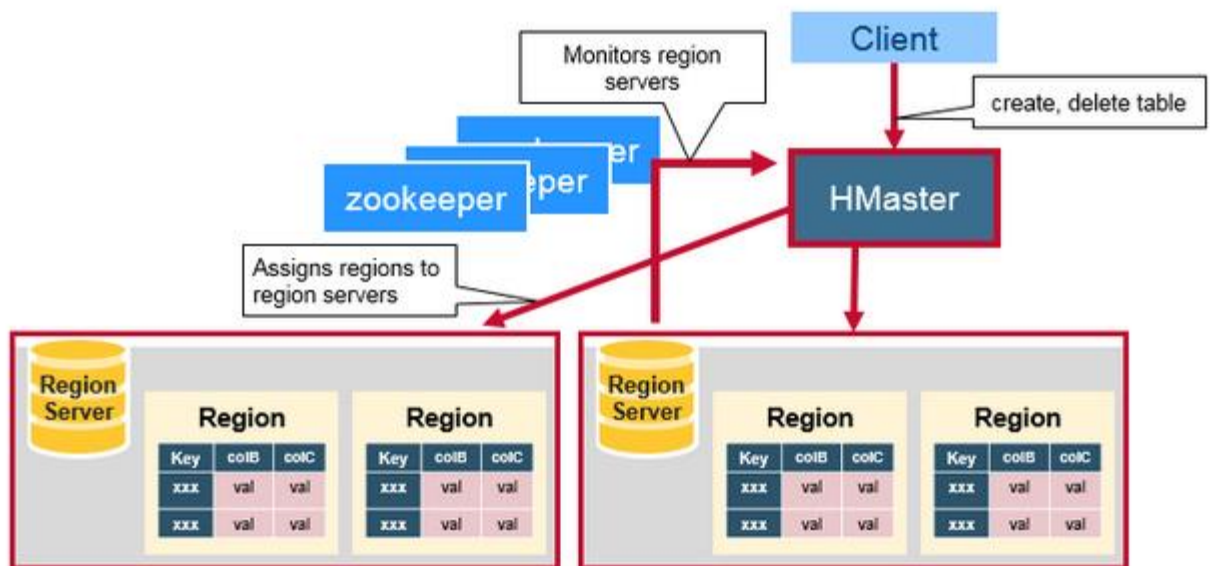 Client
Monitors region
servers
create, delete table
eper
zookeeper
HMaster
Assigns regions to
region servers
Region
Server
Region
Region
Key colB colC
xxx val val
xxx val val
Key colB colC
xxx val val
xxx val val
Region
Server
Region
Region
Key colB colC
xxx val val
xxx val val
Key colB colC
xxx val val
xxx val val